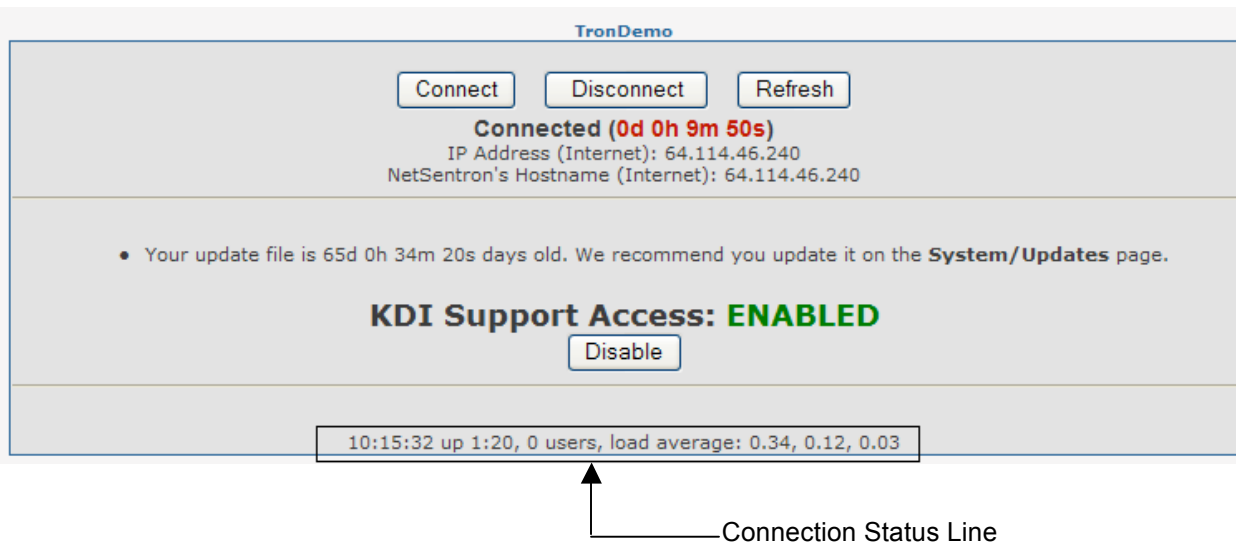 TronDemo
Connect Disconnect Refresh
Connected (0d 0h 9m 50s)
IP Address (Internet): 64.114.46.240
NetSentron's Hostname (Internet): 64.114.46.240
• Your update file is 65d 0h 34m 20s days old. We recommend you update it on the System/Updates page.
KDI Support Access: ENABLED
Disable
10:15:32 up 1:20, 0 users, load average: 0.34, 0.12, 0.03
Connection Status Line